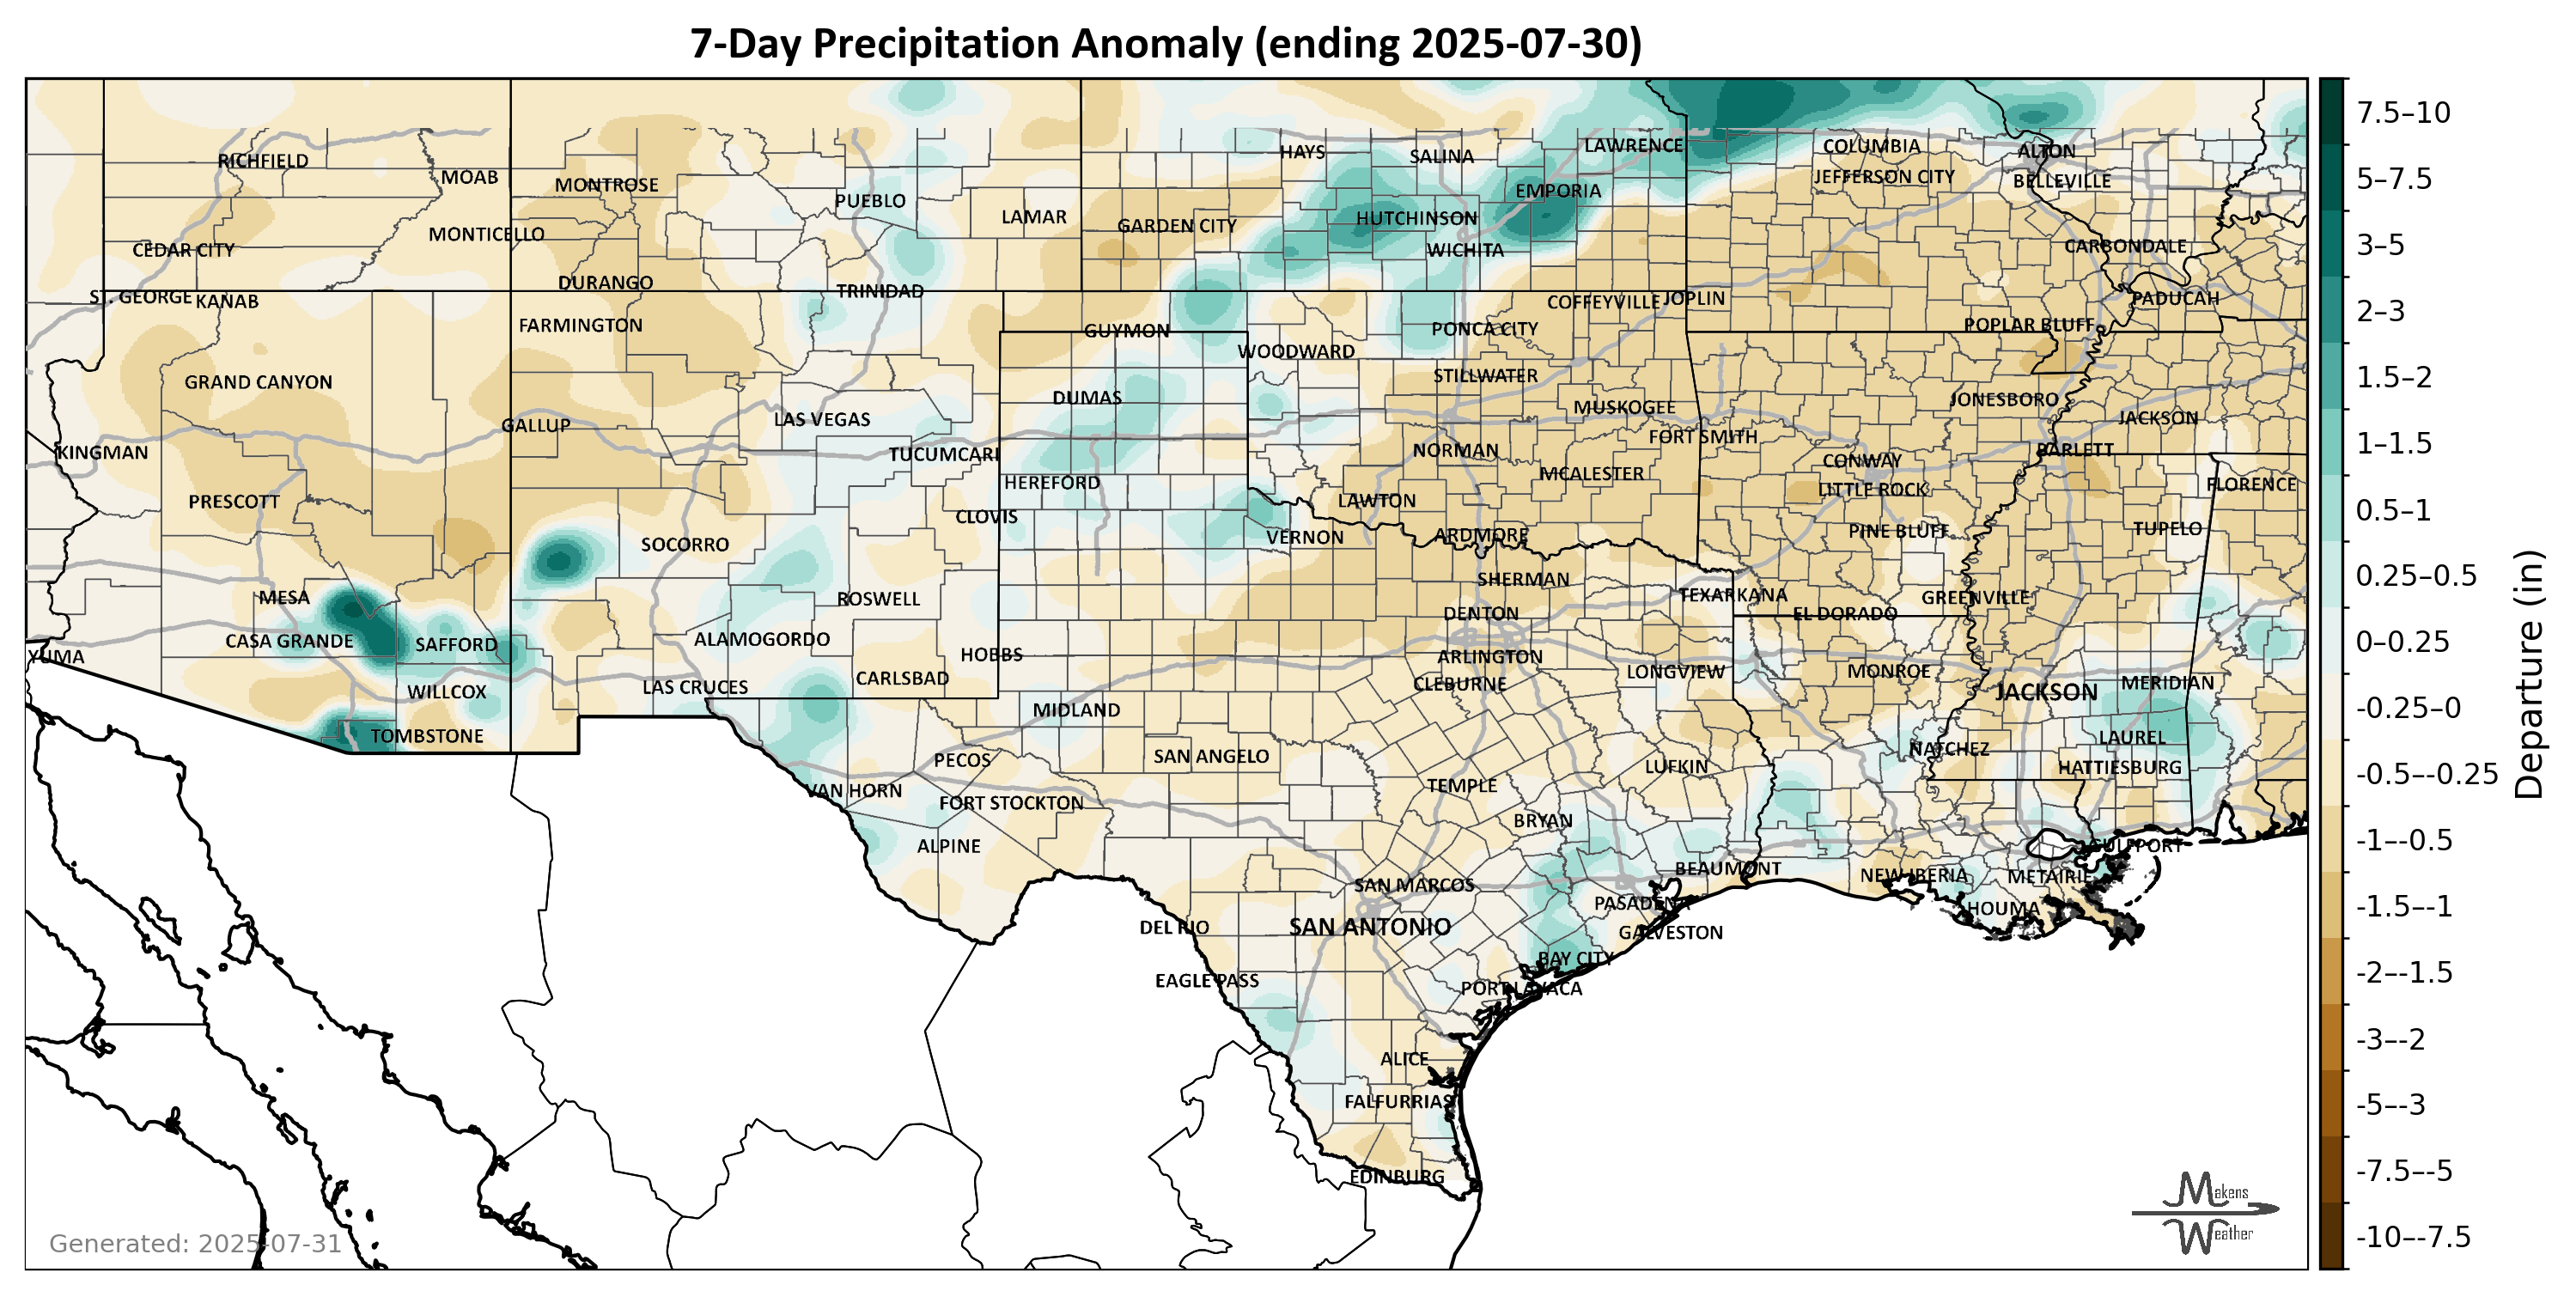 7-Day Precipitation Anomaly (ending 2025-07-30)
RICHFIELD
MOAB
MONTROSE
PUEBLO
LAMAR
GARDEN CITY
HAYS
SALINA
LAWRENCE
EMPORIA
HUTCHINSON
WICHITA
COLUMBIA
JEFFERSON CITY
ALTON
BELLEVILLE
CARBONDALE
CEDAR CITY
MONTICELLO
DURANGO
TRINIDAD
ST. GEORGE
KANAB
FARMINGTON
GUYMON
COFFEYVILLE
JOPLIN
PADUCAH
PONCA CITY
POPLAR BLUFF
WOODWARD
STILLWATER
GRAND CANYON
DUMAS
LAS VEGAS
GALLUP
MUSKOGEE
JONESBORO
JACKSON
KINGMAN
TUCUMCARI
NORMAN
FORT SMITH
CONWAY
BARLETT
MCALESTER
HEREFORD
LITTLE ROCK
FLORENCE
PRESCOTT
LAWTON
CLOVIS
PINE BLUFF
TUPELO
SOCORRO
VERNON
ARDMORE
SHERMAN
MESA
ROSWELL
TEXARKANA
GREENVILLE
DENTON
EL DORADO
CASA GRANDE
SAFFORD
ALAMOGORDO
YUMA
HOBBS
ARLINGTON
LONGVIEW
MONROE
WILLCOX
LAS CRUCES
CARLSBAD
CLEBURNE
JACKSON
MERIDIAN
MIDLAND
TOMBSTONE
LAUREL
NATCHEZ
PECOS
SAN ANGELO
LUFKIN
HATTIESBURG
VAN HORN
FORT STOCKTON
TEMPLE
BRYAN
ALPINE
GULFPORT
BEAUMONT
NEW IBERIA
METAIRIE
SAN MARCOS
PASADENA
HOUMA
DEL RIO
SAN ANTONIO
GALVESTON
BAY CITY
EAGLE PASS
PORT LAVACA
ALICE
FALFURRIAS
EDINBURG
7.5–10
5–7.5
3–5
2–3
1.5–2
1–1.5
0.5–1
0.25–0.5
0–0.25
-0.25–0
-0.5–-0.25
-1–-0.5
-1.5–-1
-2–-1.5
-3–-2
-5–-3
-7.5–-5
-10–-7.5
Departure (in)
Makens
Weather
Generated: 2025-07-31